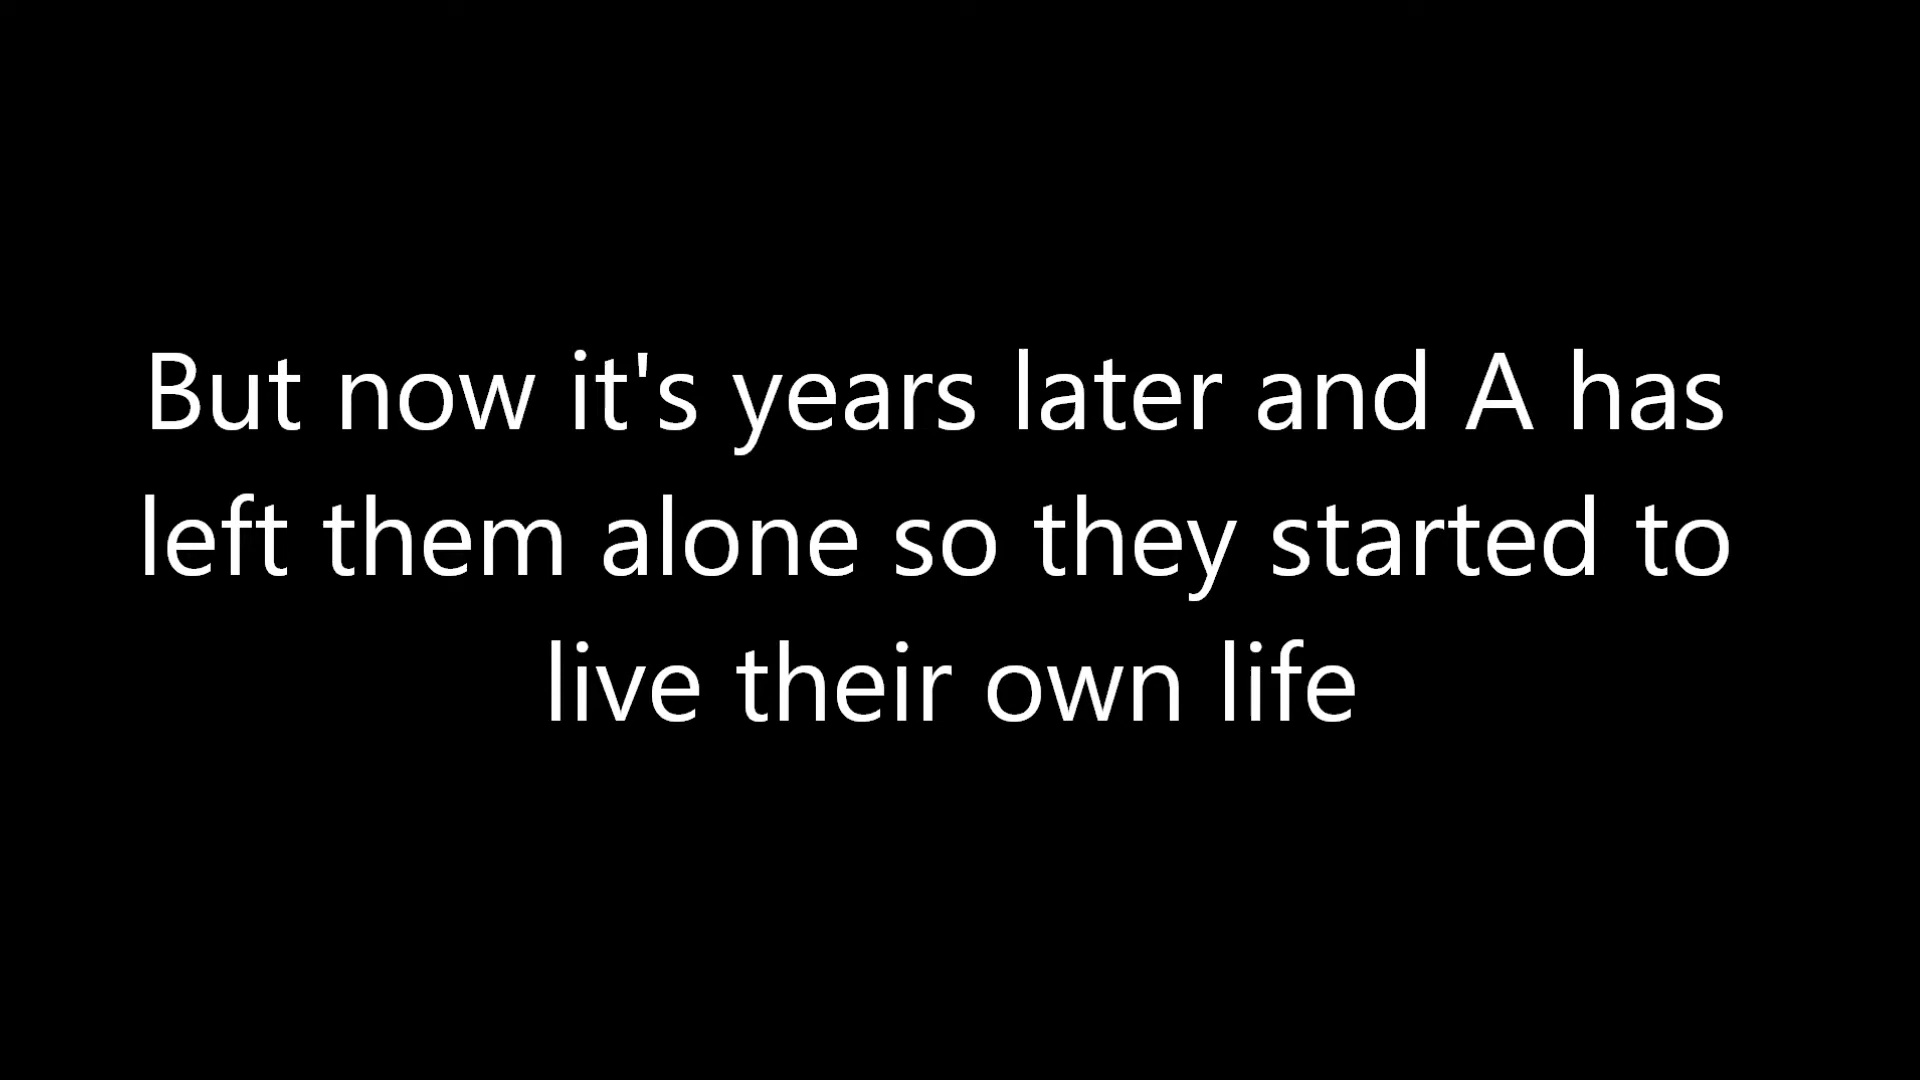 But now it's years later and A has
left them alone so they started to
live their own life